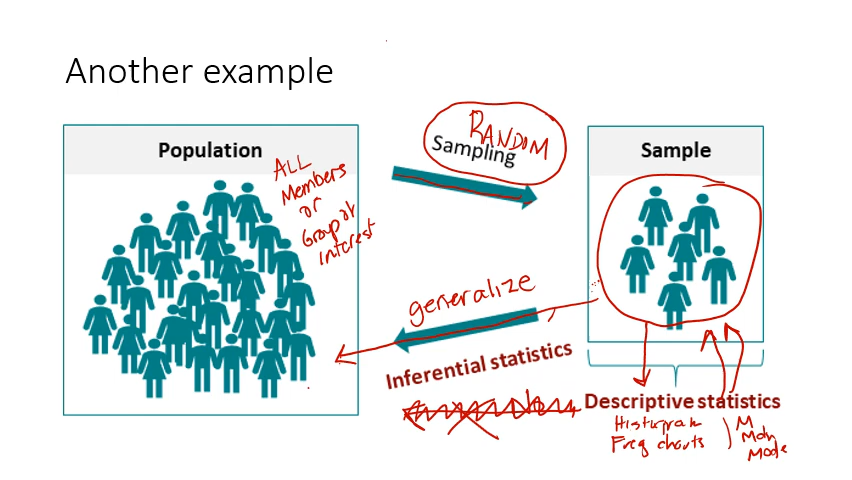 Another example
Population
ALL
Members
or
Group of
interest
RANDOM
Sampling
Sample
generalize
Inferential statistics
Descriptive statistics
Histogram
Freq charts
M
Mdn
Mode